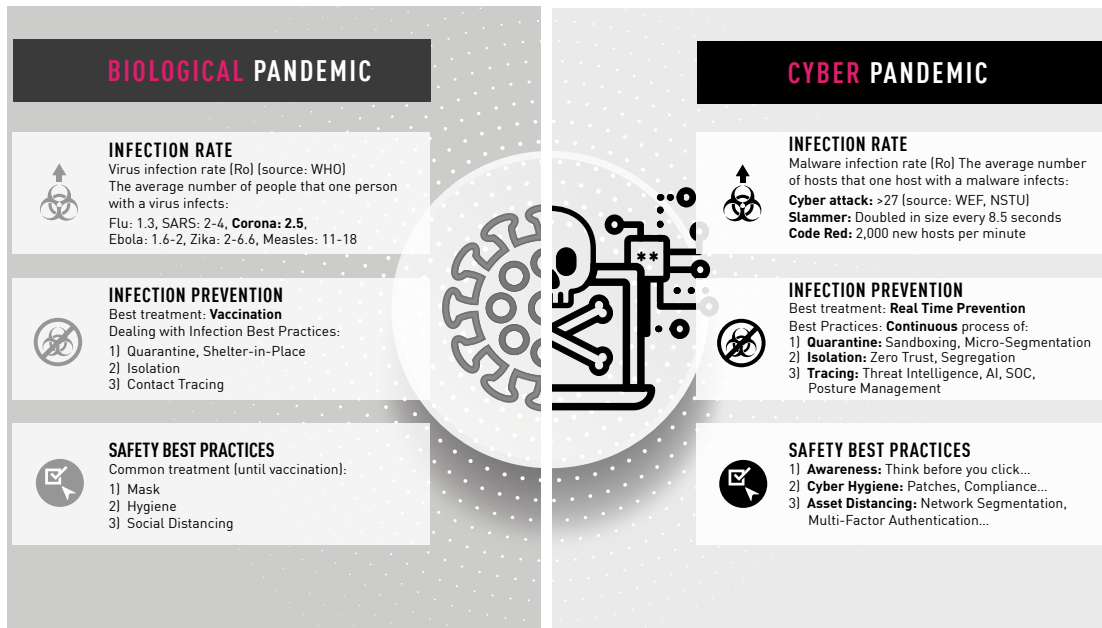 BIOLOGICAL PANDEMIC
INFECTION RATE
Virus infection rate (Ro) (source: WHO)
The average number of people that one person
with a virus infects:
Flu: 1.3, SARS: 2-4, Corona: 2.5,
Ebola: 1.6-2, Zika: 2-6.6, Measles: 11-18
INFECTION PREVENTION
Best treatment: Vaccination
Dealing with Infection Best Practices:
1) Quarantine, Shelter-in-Place
2) Isolation
3) Contact Tracing
SAFETY BEST PRACTICES
Common treatment (until vaccination):
1) Mask
2) Hygiene
3) Social Distancing
CYBER PANDEMIC
INFECTION RATE
Malware infection rate (Ro) The average number
of hosts that one host with a malware infects:
Cyber attack: >27 (source: WEF, NSTU)
Slammer: Doubled in size every 8.5 seconds
Code Red: 2,000 new hosts per minute
INFECTION PREVENTION
Best treatment: Real Time Prevention
Best Practices: Continuous process of:
1) Quarantine: Sandboxing, Micro-Segmentation
2) Isolation: Zero Trust, Segregation
3) Tracing: Threat Intelligence, AI, SOC,
Posture Management
SAFETY BEST PRACTICES
1) Awareness: Think before you click...
2) Cyber Hygiene: Patches, Compliance...
3) Asset Distancing: Network Segmentation,
Multi-Factor Authentication...
**